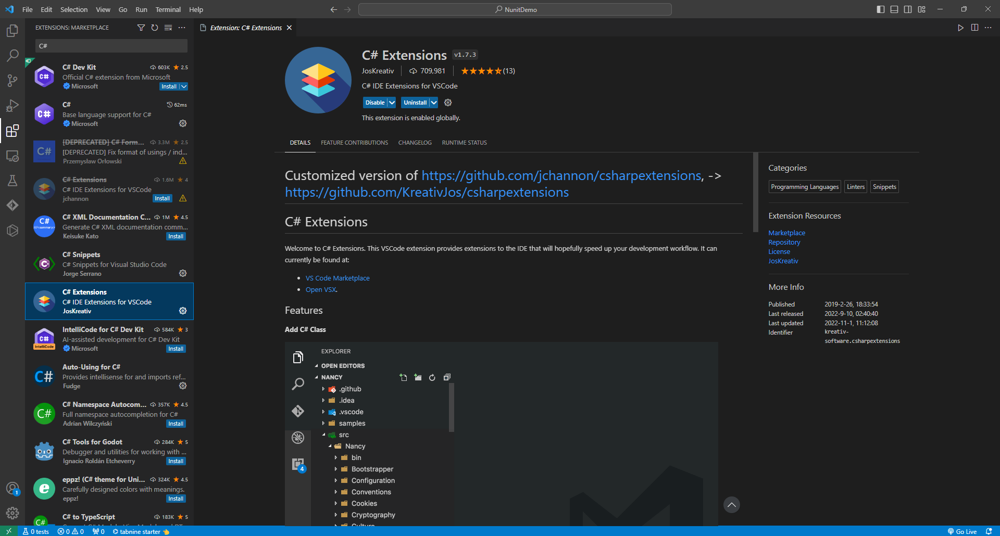 File Edit Selection View Go Run Terminal Help
NunitDemo
EXTENSIONS: MARKETPLACE
C#
C# Dev Kit 603K 2.5
Official C# extension from Microsoft
Microsoft Install
C# 62ms
Base language support for C#
Microsoft
[DEPRECATED] C# Form... 3.3M 2.5
[DEPRECATED] Fix format of usings / ind...
Przemysław Orłowski
C# Extensions 1.6M 4
C# IDE Extensions for VSCode
jchannon Install
C# XML Documentation C... 1M 4.5
Generate C# XML documentation comm...
Keisuke Kato Install
C# Snippets
C# Snippets for Visual Studio Code
Jorge Serrano
C# Extensions
C# IDE Extensions for VSCode
JosKreativ
IntelliCode for C# Dev Kit 584K 3
AI-assisted development for C# Dev Kit
Microsoft Install
Auto-Using for C#
Provides intellisense for and imports ref...
Fudge
C# Namespace Autocom... 357K 4.5
Full namespace autocompletion for C#
Adrian Wilczyński Install
C# Tools for Godot 284K 5
Debugger and utilities for working with ...
Ignacio Roldán Etcheverry Install
eppz! (C# theme for Uni... 324K 4.5
Carefully designed colors with meanings.
eppz! Install
C# to TypeScript 183K 5
Extension: C# Extensions
C# Extensions v1.7.3
JosKreativ 709,981 (13)
C# IDE Extensions for VSCode
Disable Uninstall
This extension is enabled globally.
DETAILS FEATURE CONTRIBUTIONS CHANGELOG RUNTIME STATUS
Customized version of https://github.com/jchannon/csharpextensions, ->
https://github.com/KreativJos/csharpextensions
C# Extensions
Welcome to C# Extensions. This VSCode extension provides extensions to the IDE that will hopefully speed up your development workflow. It can
currently be found at:
• VS Code Marketplace
• Open VSX.
Features
Add C# Class
EXPLORER
OPEN EDITORS
NANCY
.github
.idea
.vscode
samples
src
Nancy
bin
Bootstrapper
Configuration
Conventions
Cookies
Cryptography
Culture
4
Categories
Programming Languages Linters Snippets
Extension Resources
Marketplace
Repository
License
JosKreativ
More Info
Published 2019-2-26, 18:33:54
Last released 2022-9-10, 02:40:40
Last updated 2022-11-1, 11:12:08
Identifier kreativ-
software.csharpextensions
1
0 tests 0 0 0 tabnine starter Go Live